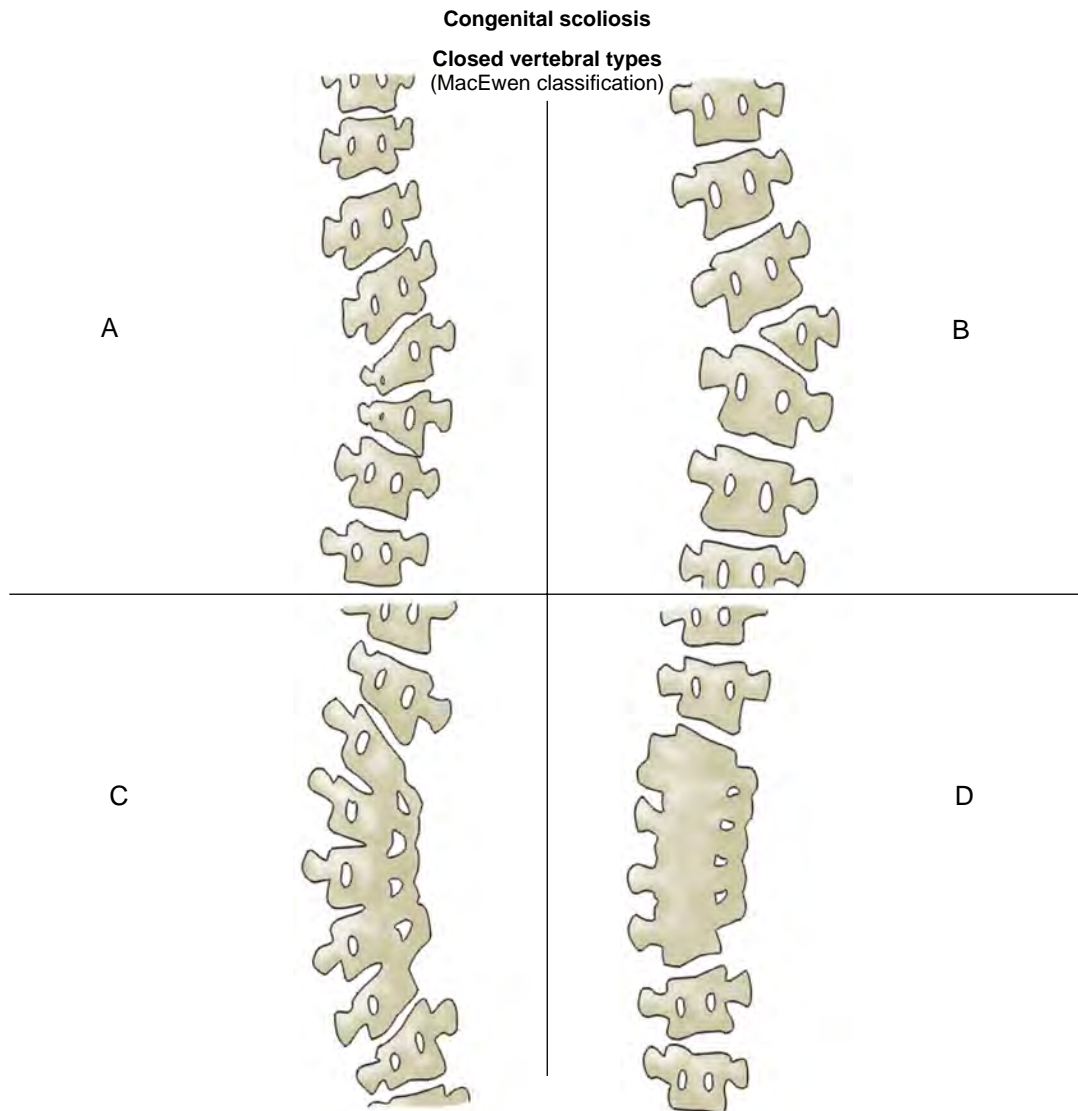 Congenital scoliosis
Closed vertebral types
(MacEwen classification)
A
B
C
D